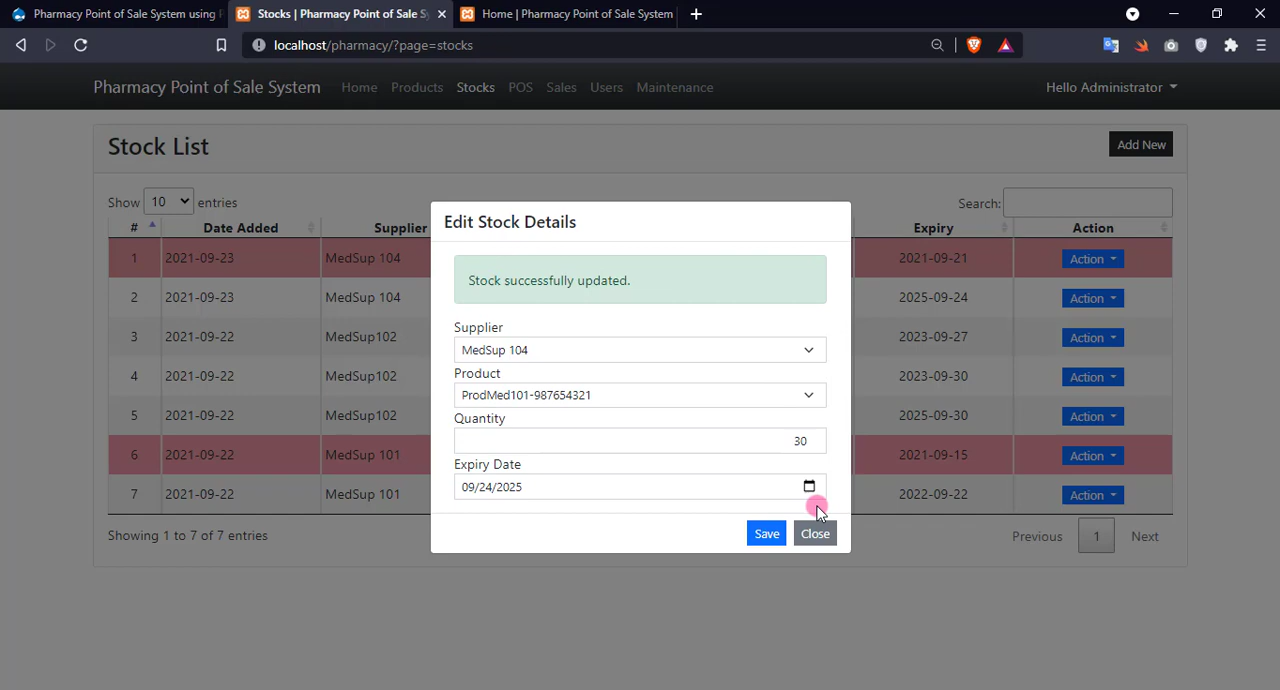 Pharmacy Point of Sale System using
Stocks | Pharmacy Point of Sale S
Home | Pharmacy Point of Sale System
localhost/pharmacy/?page=stocks
Pharmacy Point of Sale System Home Products Stocks POS Sales Users Maintenance Hello Administrator
Stock List Add New
Show 10 entries Search:
# Date Added Supplier Expiry Action
1 2021-09-23 MedSup 104 2021-09-21 Action
2 2021-09-23 MedSup 104 2025-09-24 Action
3 2021-09-22 MedSup102 2023-09-27 Action
4 2021-09-22 MedSup102 2023-09-30 Action
5 2021-09-22 MedSup102 2025-09-30 Action
6 2021-09-22 MedSup 101 2021-09-15 Action
7 2021-09-22 MedSup 101 2022-09-22 Action
Showing 1 to 7 of 7 entries Previous 1 Next
Edit Stock Details
Stock successfully updated.
Supplier
MedSup 104
Product
ProdMed101-987654321
Quantity
30
Expiry Date
09/24/2025
Save Close